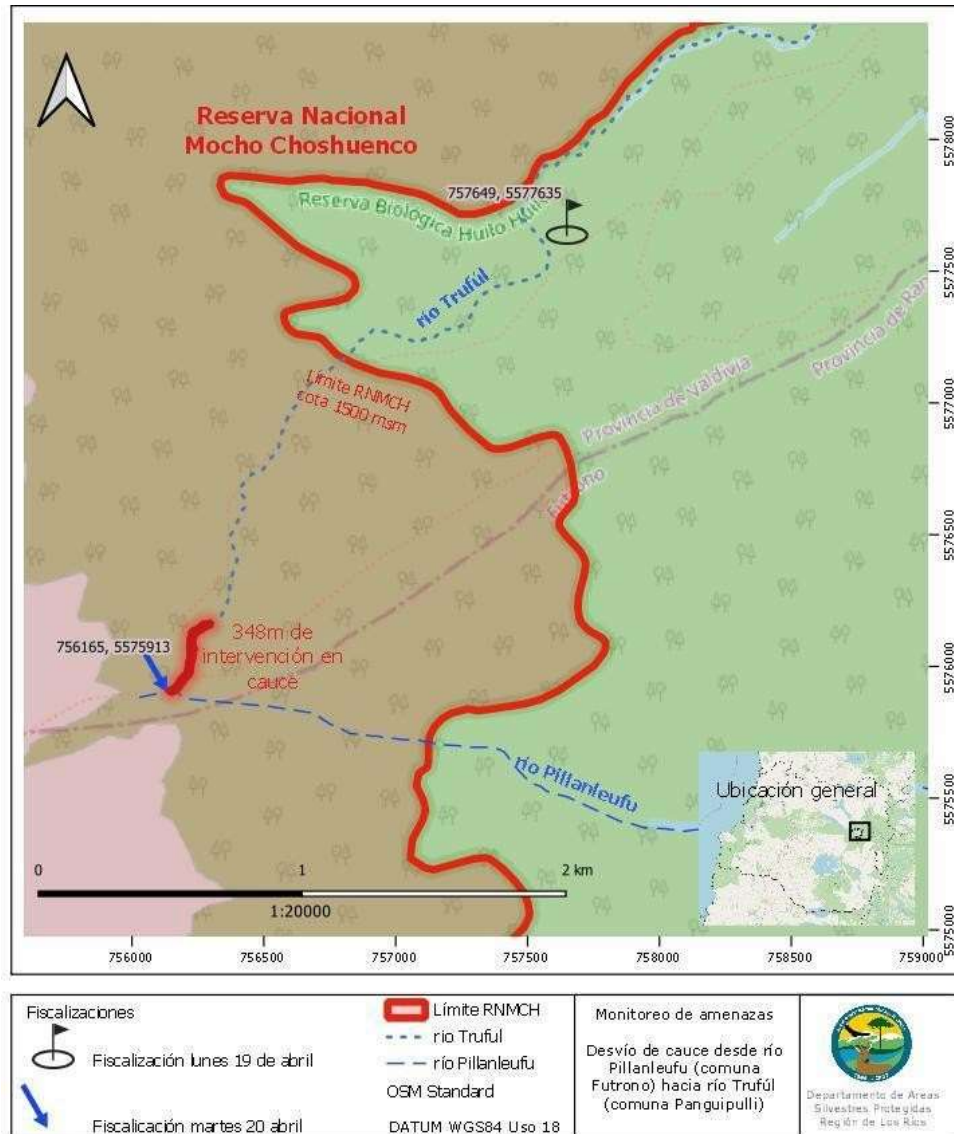 Reserva Nacional
Mocho Choshuenco
757649, 5577635
Reserva Biológica Huilo Huilo
río Truful
Límite RNMCH
cota 1500 msm
Provincia de Valdivia
Provincia de Ran
Futrono
756165, 5575913
348m de
intervención en
cauce
río Pillanleufu
Ubicación general
0 1 2 km
1:20000
5578000
5577500
5577000
5576500
5576000
5575500
5575000
756000 756500 757000 757500 758000 758500 759000
Fiscalizaciones
Fiscalización lunes 19 de abril
Fiscalicación martes 20 abril
Límite RNMCH
rio Truful
río Pillanleufu
OSM Standard
DATUM WGS84 Uso 18
Monitoreo de amenazas
Desvío de cauce desde río
Pillanleufu (comuna
Futrono) hacia río Trufúl
(comuna Panguipulli)
Departamento de Areas
Silvestres Protegidas
Región de Los Ríos